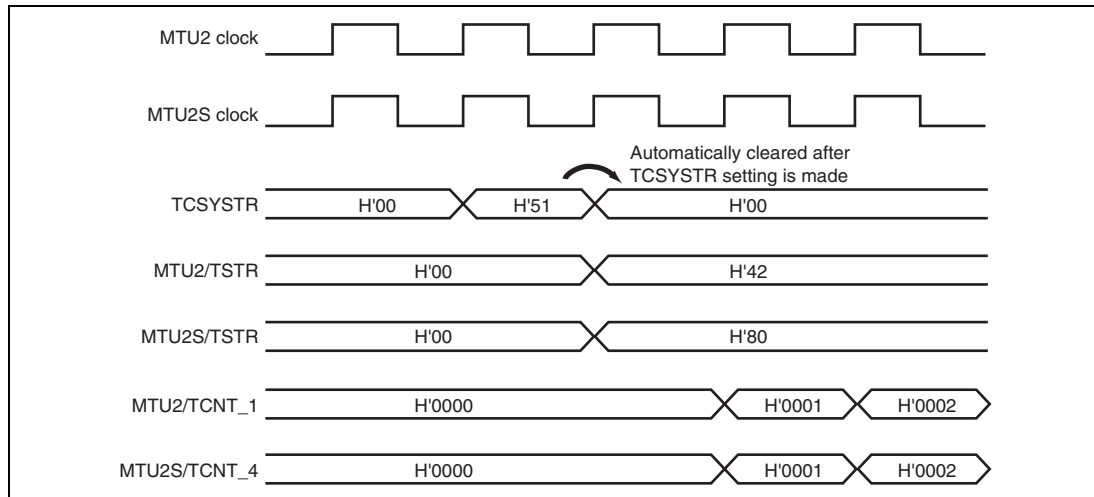 MTU2 clock
MTU2S clock
Automatically cleared after
TCSYSTR setting is made
TCSYSTR H'00 H'51 H'00
MTU2/TSTR H'00 H'42
MTU2S/TSTR H'00 H'80
MTU2/TCNT_1 H'0000 H'0001 H'0002
MTU2S/TCNT_4 H'0000 H'0001 H'0002